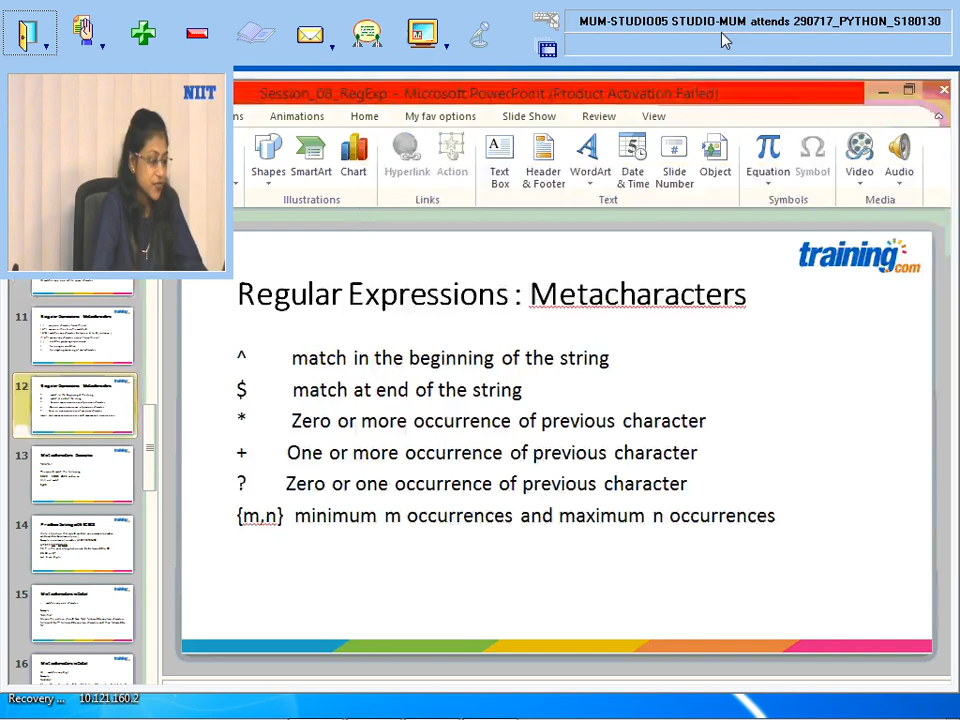 MUM-STUDIO05 STUDIO-MUM attends 290717_PYTHON_S180130
NIIT
Session_08_RegExp - Microsoft PowerPoint (Product Activation Failed)
ns Animations Home My fav options Slide Show Review View
Shapes SmartArt Chart Hyperlink Action Text Box Header & Footer WordArt Date & Time Slide Number Object Equation Symbol Video Audio
Illustrations Links Text Symbols Media
training.com
Regular Expressions : Metacharacters
^ match in the beginning of the string
$ match at end of the string
* Zero or more occurrence of previous character
+ One or more occurrence of previous character
? Zero or one occurrence of previous character
{m,n} minimum m occurrences and maximum n occurrences
11
12
13
14
15
16
Recovery ... 10.121.160.2